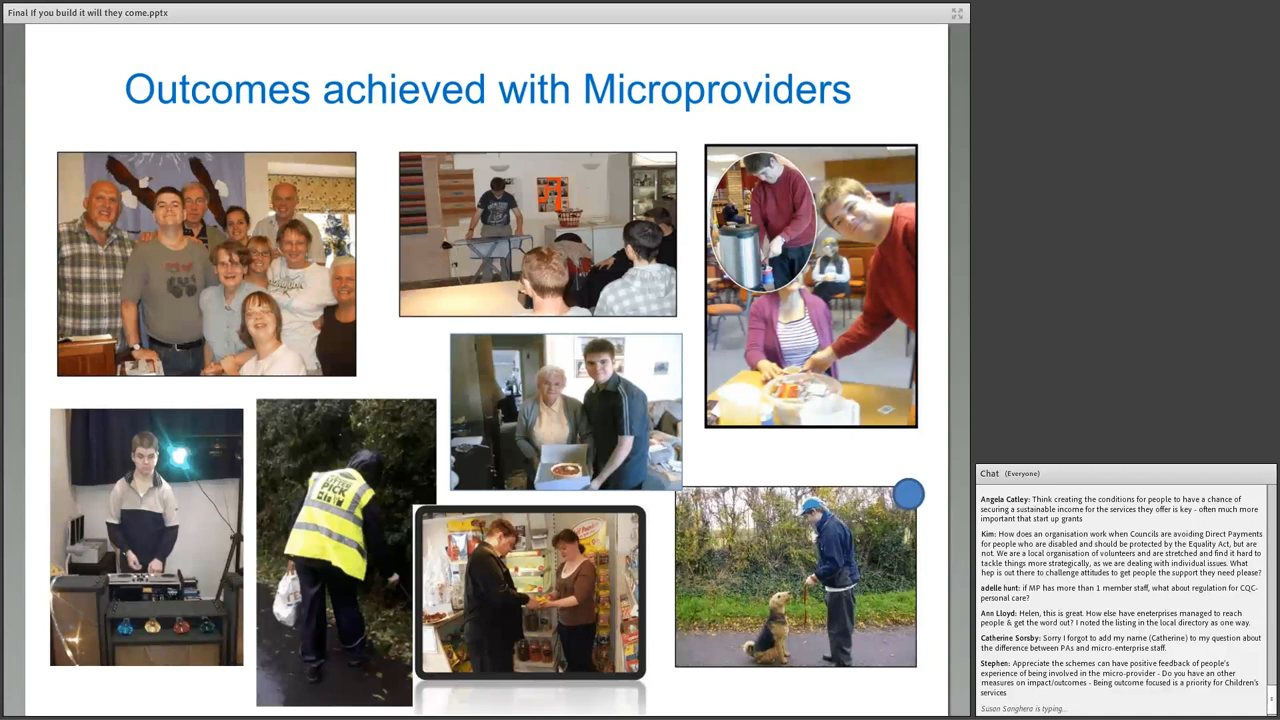 Final If you build it will they come.pptx
Outcomes achieved with Microproviders
LITTER
PICK
Chat (Everyone)
Angela Catley: Think creating the conditions for people to have a chance of
securing a sustainable income for the services they offer is key - often much more
important that start up grants
Kim: How does an organisation work when Councils are avoiding Direct Payments
for people who are disabled and should be protected by the Equality Act, but are
not. We are a local organisation of volunteers and are stretched and find it hard to
tackle things more strategically, as we are dealing with individual issues. What
hep is out there to challenge attitudes to get people the support they need please?
adelle hunt: if MP has more than 1 member staff, what about regulation for CQC-
personal care?
Ann Lloyd: Helen, this is great. How else have eneterprises managed to reach
people & get the word out? I noted the listing in the local directory as one way.
Catherine Sorsby: Sorry I forgot to add my name (Catherine) to my question about
the difference between PAs and micro-enterprise staff.
Stephen: Appreciate the schemes can have positive feedback of people's
experience of being involved in the micro-provider - Do you have an other
measures on impact/outcomes - Being outcome focused is a priority for Children's
services
Susan Sanghera is typing...